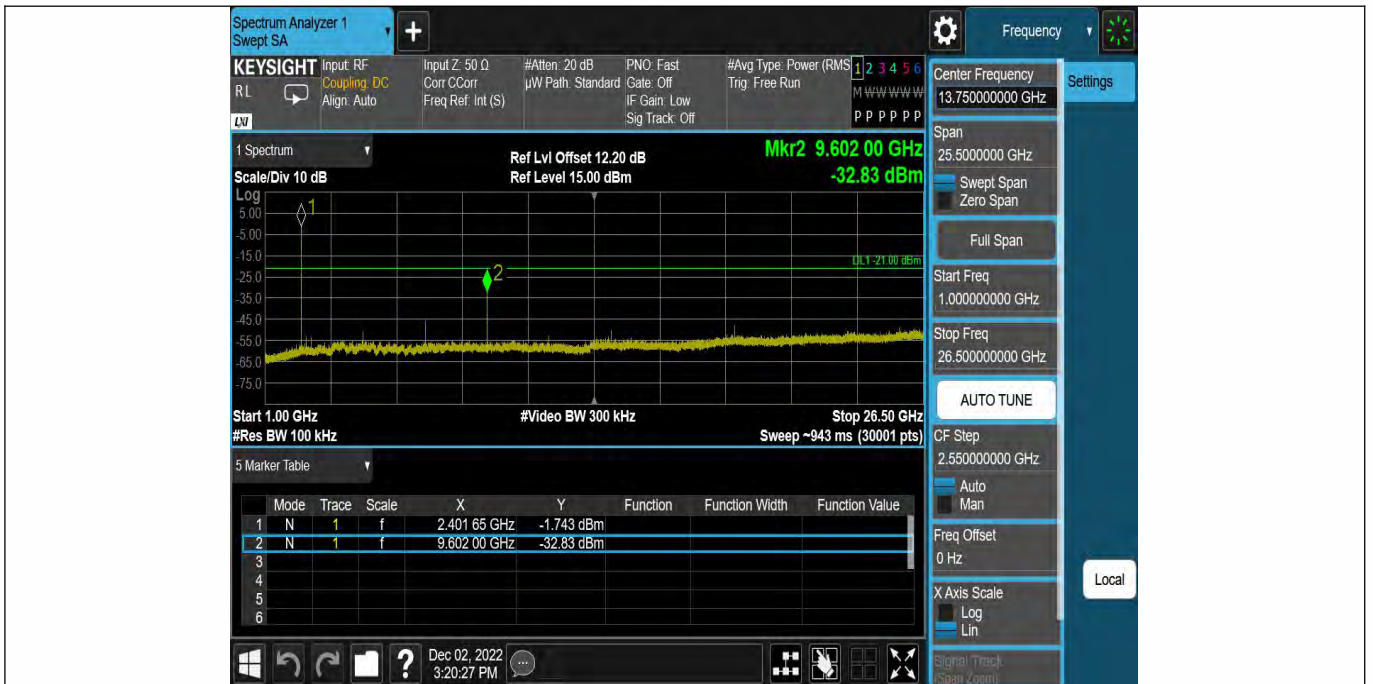 Spectrum Analyzer 1
Swept SA
+
Frequency
KEYSIGHT
RL
LXI
Input: RF
Coupling: DC
Align: Auto
Input Z: 50 Ω
Corr CCorr
Freq Ref: Int (S)
#Atten: 20 dB
µW Path: Standard
PNO: Fast
Gate: Off
IF Gain: Low
Sig Track: Off
#Avg Type: Power (RMS
Trig: Free Run
1 2 3 4 5 6
M W W W W W
P P P P P P
1 Spectrum
Scale/Div 10 dB
Ref Lvl Offset 12.20 dB
Ref Level 15.00 dBm
Mkr2 9.602 00 GHz
-32.83 dBm
Log
5.00
-5.00
-15.0
-25.0
-35.0
-45.0
-55.0
-65.0
-75.0
1
2
DL1 -21.00 dBm
Start 1.00 GHz
#Res BW 100 kHz
#Video BW 300 kHz
Stop 26.50 GHz
Sweep ~943 ms (30001 pts)
5 Marker Table
Mode Trace Scale X Y Function Function Width Function Value
1 N 1 f 2.401 65 GHz -1.743 dBm
2 N 1 f 9.602 00 GHz -32.83 dBm
3
4
5
6
?
Dec 02, 2022
3:20:27 PM
Center Frequency
13.750000000 GHz
Settings
Span
25.5000000 GHz
Swept Span
Zero Span
Full Span
Start Freq
1.000000000 GHz
Stop Freq
26.500000000 GHz
AUTO TUNE
CF Step
2.550000000 GHz
Auto
Man
Freq Offset
0 Hz
Local
X Axis Scale
Log
Lin
Signal Track
(Span Zoom)